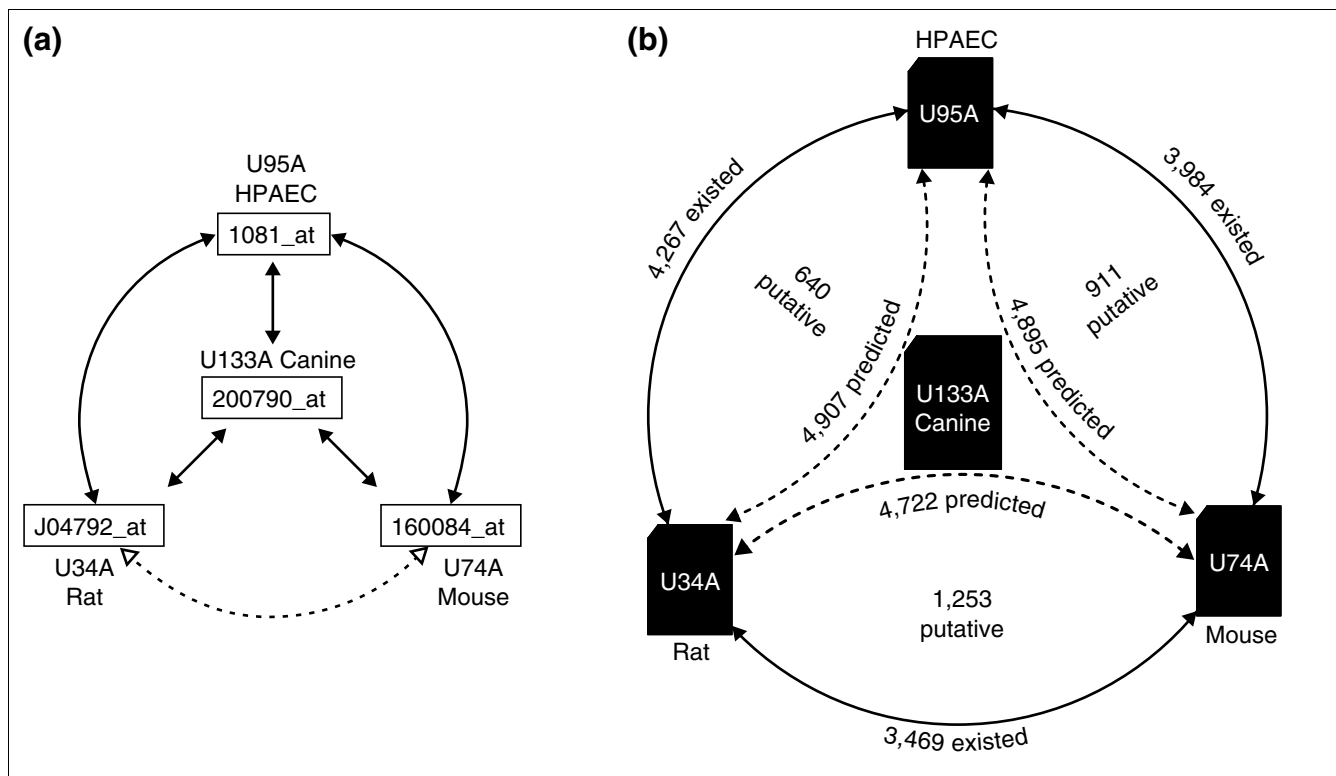 (a)
U95A
HPAEC
1081_at
U133A Canine
200790_at
J04792_at
160084_at
U34A
Rat
U74A
Mouse
(b)
HPAEC
U95A
4,267 existed
3,984 existed
640
putative
911
putative
4,907 predicted
4,895 predicted
U133A
Canine
4,722 predicted
U34A
Rat
U74A
Mouse
1,253
putative
3,469 existed